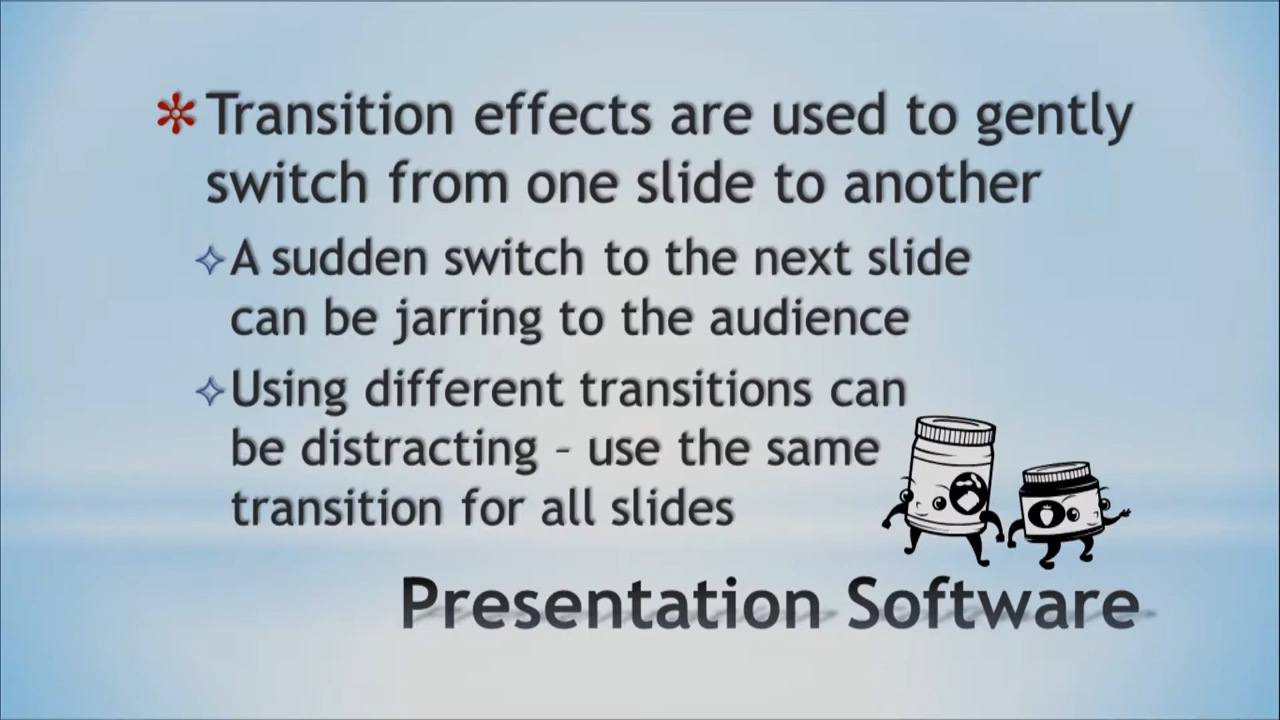 Transition effects are used to gently
switch from one slide to another
A sudden switch to the next slide
can be jarring to the audience
Using different transitions can
be distracting – use the same
transition for all slides
Presentation Software